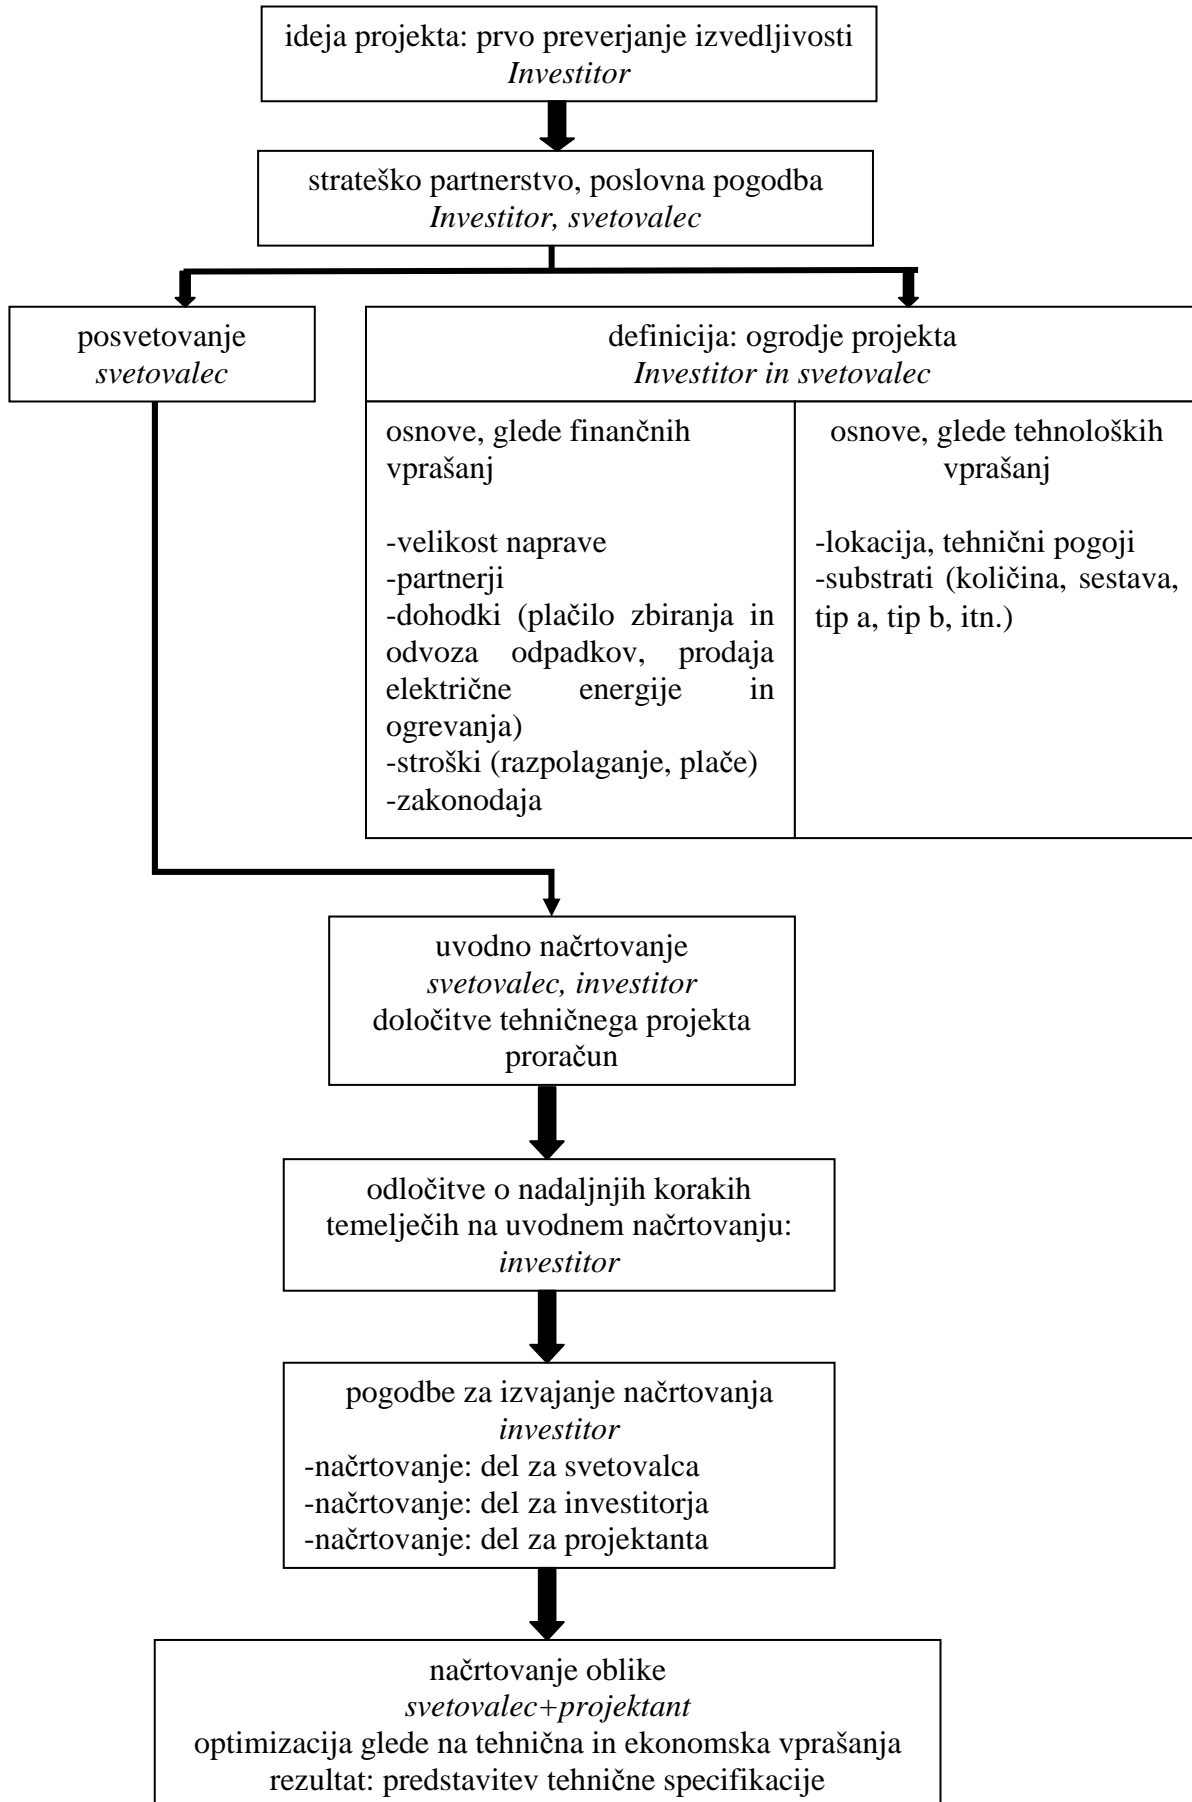 ideja projekta: prvo preverjanje izvedljivosti
Investitor
strateško partnerstvo, poslovna pogodba
Investitor, svetovalec
posvetovanje
svetovalec
definicija: ogrodje projekta
Investitor in svetovalec
osnove, glede finančnih
vprašanj
-velikost naprave
-partnerji
-dohodki (plačilo zbiranja in
odvoza odpadkov, prodaja
električne energije in
ogrevanja)
-stroški (razpolaganje, plače)
-zakonodaja
osnove, glede tehnoloških
vprašanj
-lokacija, tehnični pogoji
-substrati (količina, sestava,
tip a, tip b, itn.)
uvodno načrtovanje
svetovalec, investitor
določitve tehničnega projekta
proračun
odločitve o nadaljnjih korakih
temelječih na uvodnem načrtovanju:
investitor
pogodbe za izvajanje načrtovanja
investitor
-načrtovanje: del za svetovalca
-načrtovanje: del za investitorja
-načrtovanje: del za projektanta
načrtovanje oblike
svetovalec+projektant
optimizacija glede na tehnična in ekonomska vprašanja
rezultat: predstavitev tehnične specifikacije